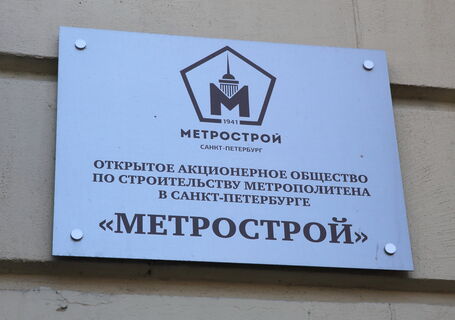 М
1941
МЕТРОСТРОЙ
САНКТ-ПЕТЕРБУРГ
ОТКРЫТОЕ АКЦИОНЕРНОЕ ОБЩЕСТВО
ПО СТРОИТЕЛЬСТВУ МЕТРОПОЛИТЕНА
В САНКТ-ПЕТЕРБУРГЕ
«МЕТРОСТРОЙ»